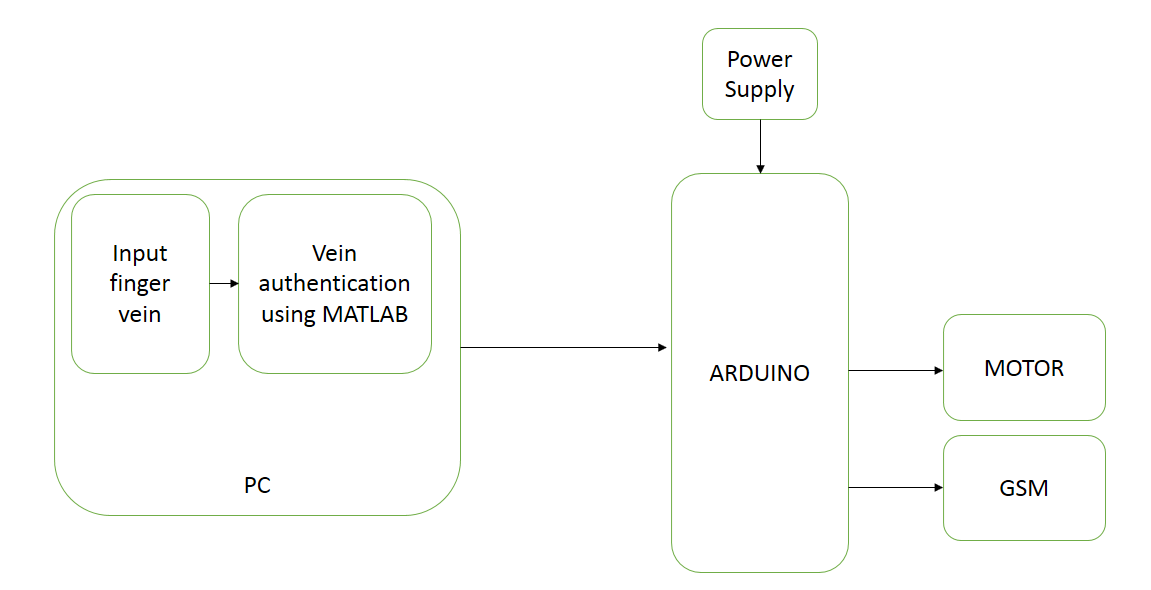 Power
Supply
Input
finger
vein
Vein
authentication
using MATLAB
PC
ARDUINO
MOTOR
GSM